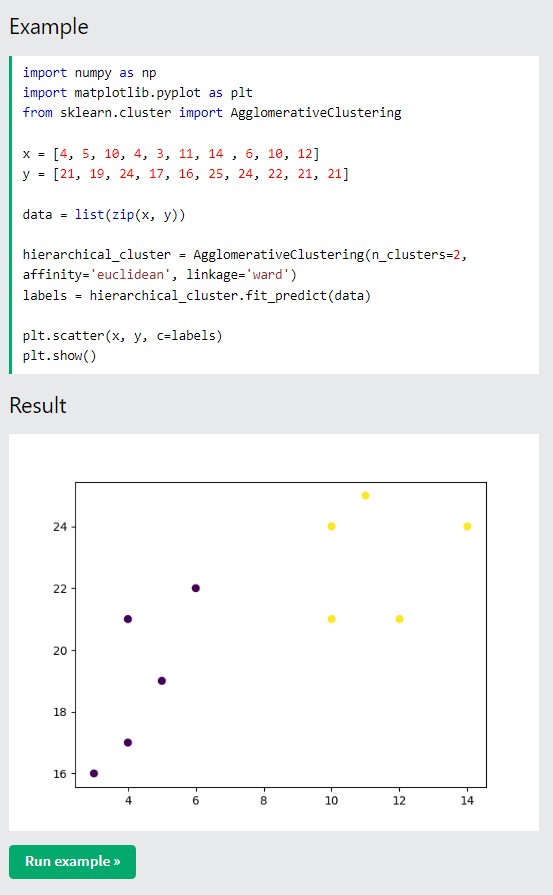 Example
import numpy as np
import matplotlib.pyplot as plt
from sklearn.cluster import AgglomerativeClustering
x = [4, 5, 10, 4, 3, 11, 14 , 6, 10, 12]
y = [21, 19, 24, 17, 16, 25, 24, 22, 21, 21]
data = list(zip(x, y))
hierarchical_cluster = AgglomerativeClustering(n_clusters=2,
affinity='euclidean', linkage='ward')
labels = hierarchical_cluster.fit_predict(data)
plt.scatter(x, y, c=labels)
plt.show()
Result
24
22
20
18
16
4 6 8 10 12 14
Run example »